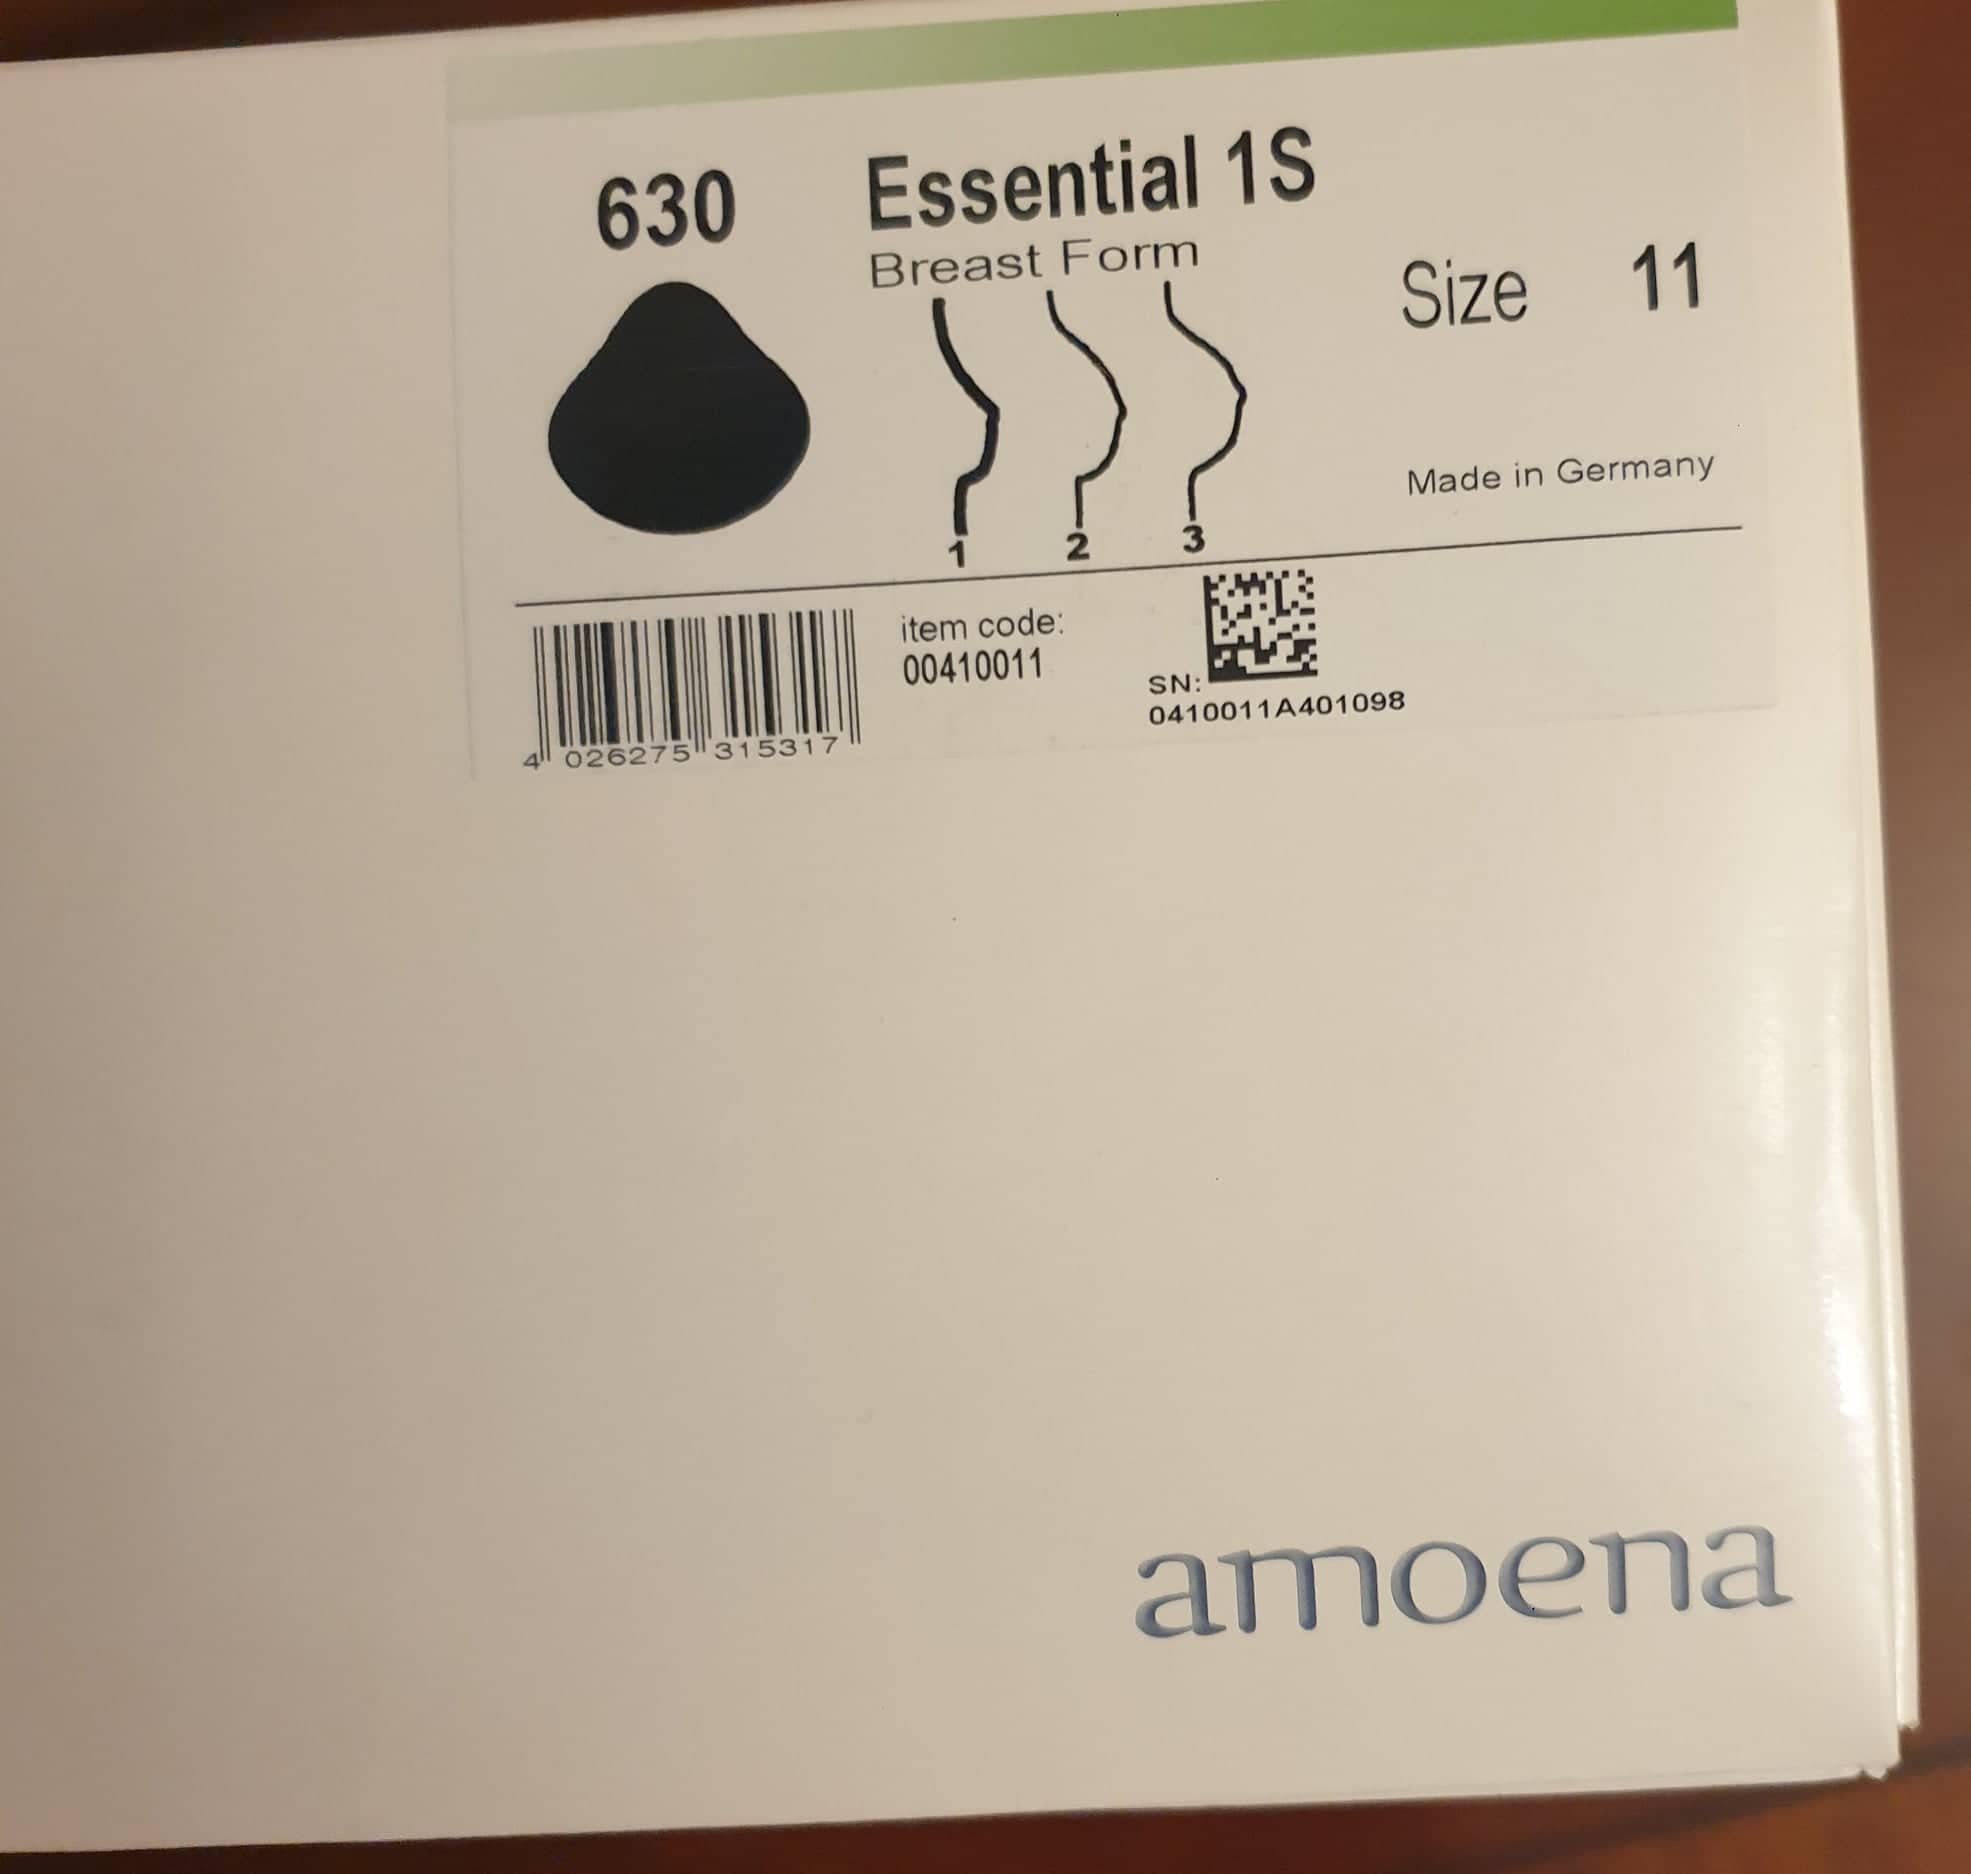 630
Essential 1S
Breast Form
Size 11
1 2 3
Made in Germany
item code:
00410011
SN:
0410011A401098
4 026275 315317
amoena